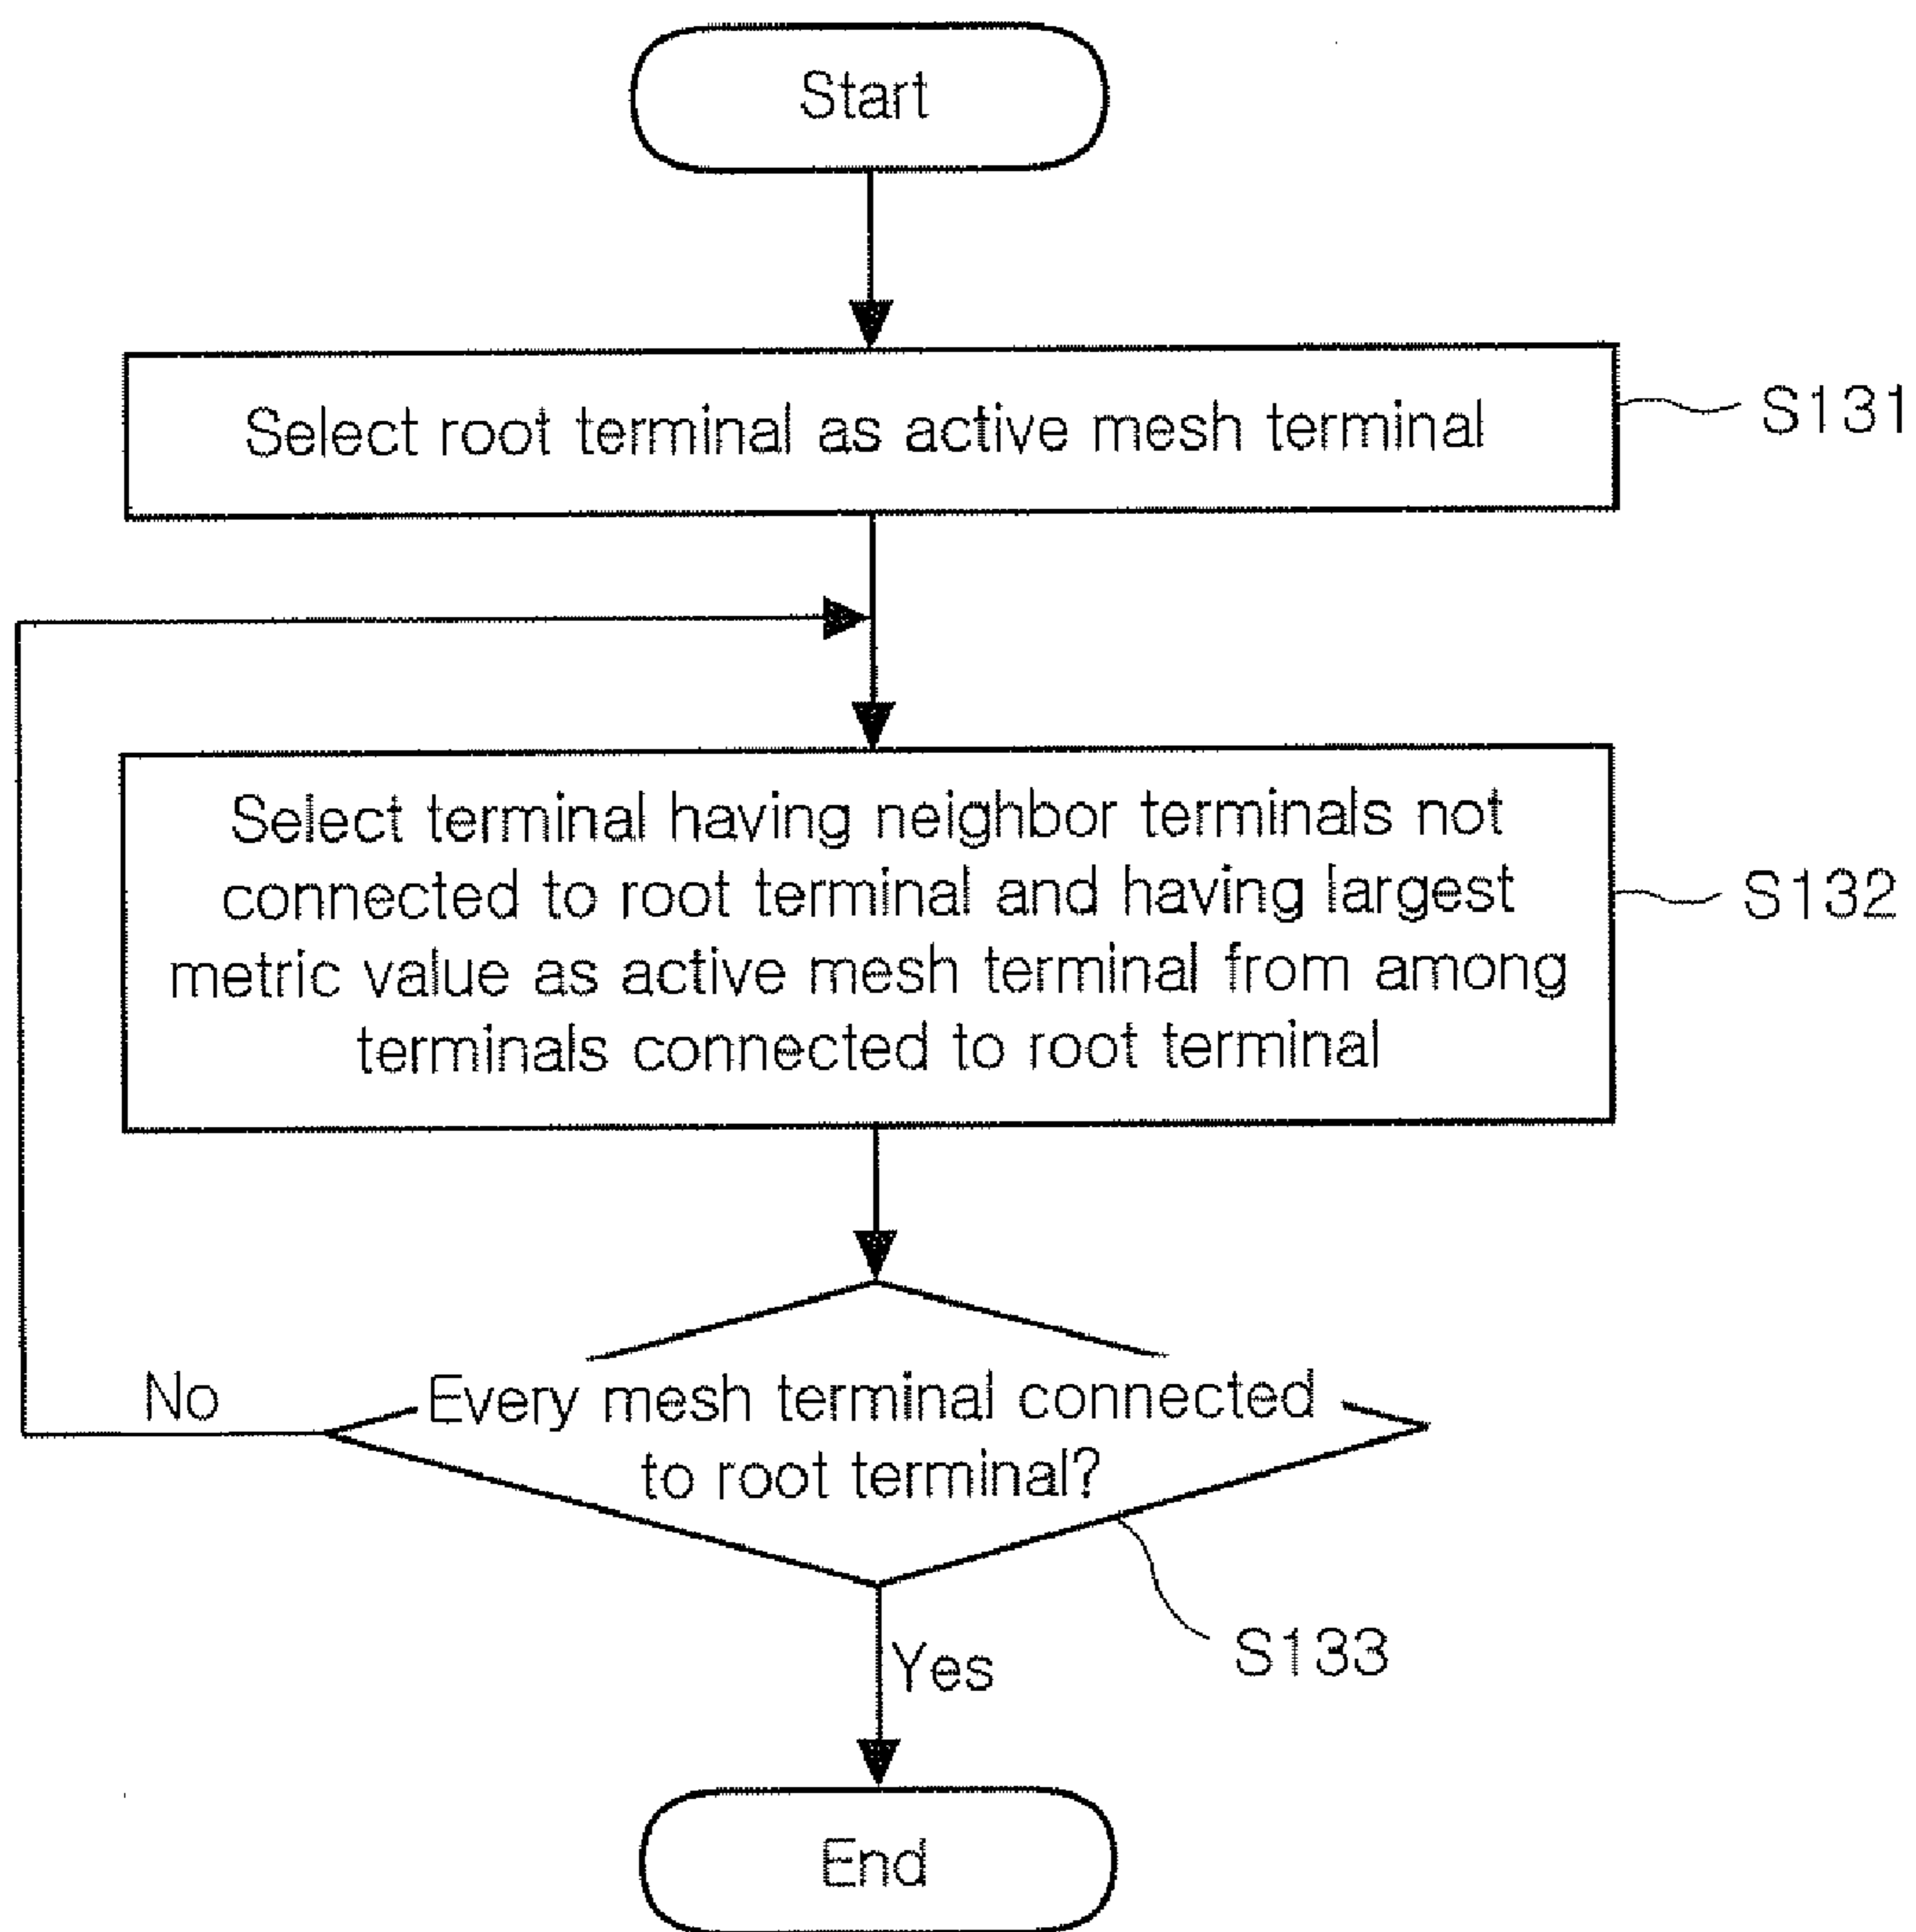 Start
Select root terminal as active mesh terminal
S131
Select terminal having neighbor terminals not
connected to root terminal and having largest
metric value as active mesh terminal from among
terminals connected to root terminal
S132
Every mesh terminal connected
to root terminal?
No
S133
Yes
End